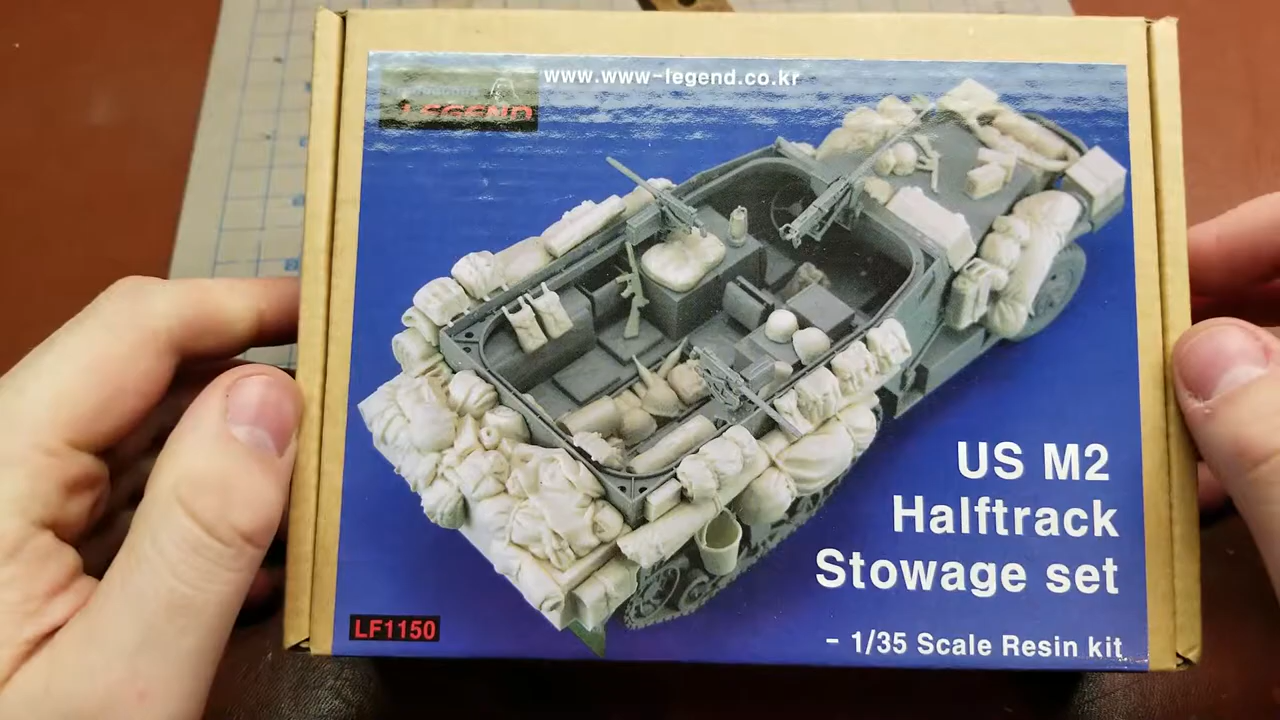 www.www-legend.co.kr
LEGEND
US M2
Halftrack
Stowage set
LF1150
- 1/35 Scale Resin kit